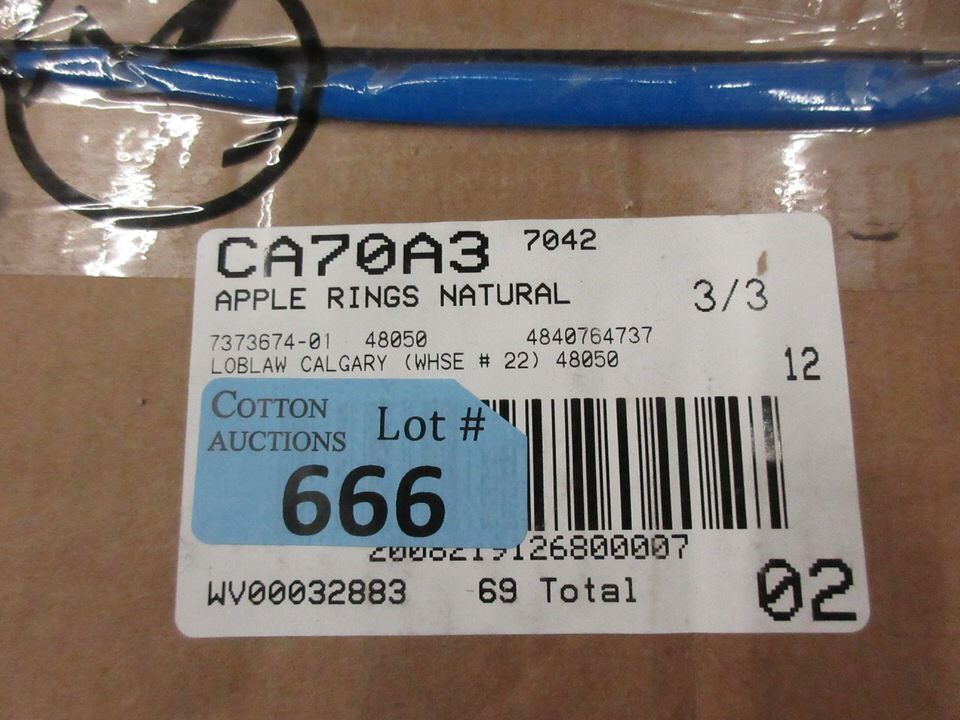 CA70A3 7042
APPLE RINGS NATURAL 3/3
7373674-01 48050 4840764737
LOBLAW CALGARY (WHSE # 22) 48050
12
COTTON
AUCTIONS
Lot #
666
WV00032883 69 Total
02